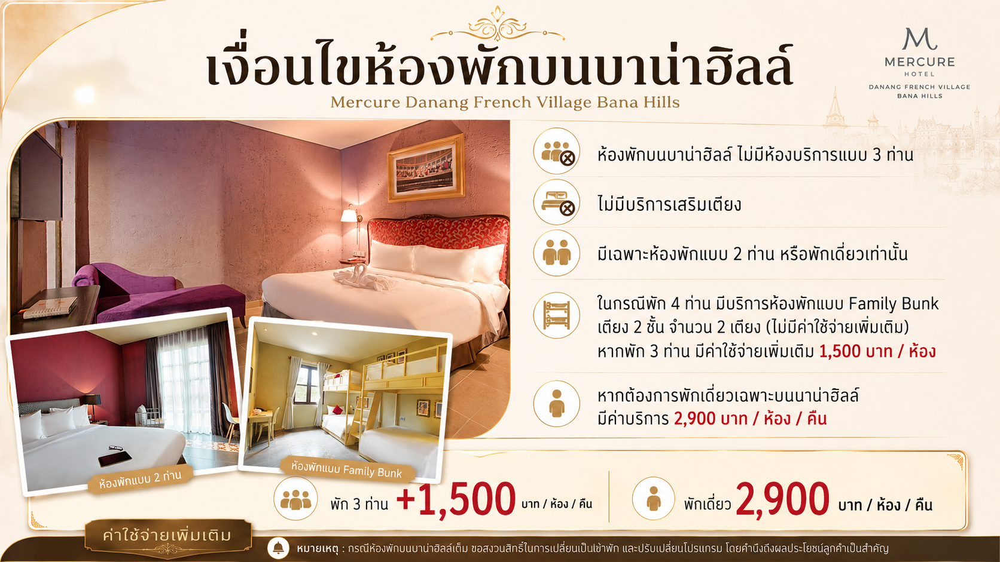 เงื่อนไขห้องพักบนบาน่าฮิลล์
Mercure Danang French Village Bana Hills
M
MERCURE
HOTEL
DANANG FRENCH VILLAGE
BANA HILLS
ห้องพักบนบาน่าฮิลล์ ไม่มีห้องบริการแบบ 3 ท่าน
ไม่มีบริการเสริมเตียง
มีเฉพาะห้องพักแบบ 2 ท่าน หรือพักเดี่ยวเท่านั้น
ในกรณีพัก 4 ท่าน มีบริการห้องพักแบบ Family Bunk
เตียง 2 ชั้น จำนวน 2 เตียง (ไม่มีค่าใช้จ่ายเพิ่มเติม)
หากพัก 3 ท่าน มีค่าใช้จ่ายเพิ่มเติม 1,500 บาท / ห้อง
หากต้องการพักเดี่ยวเฉพาะบนนาน่าฮิลล์
มีค่าบริการ 2,900 บาท / ห้อง / คืน
ห้องพักแบบ 2 ท่าน
ห้องพักแบบ Family Bunk
พัก 3 ท่าน +1,500 บาท / ห้อง / คืน
พักเดี่ยว 2,900 บาท / ห้อง / คืน
ค่าใช้จ่ายเพิ่มเติม
หมายเหตุ : กรณีห้องพักบนบาน่าฮิลล์เต็ม ขอสงวนสิทธิ์ในการเปลี่ยนเป็นเข้าพัก และปรับเปลี่ยนโปรแกรม โดยคำนึงถึงผลประโยชน์ลูกค้าเป็นสำคัญ